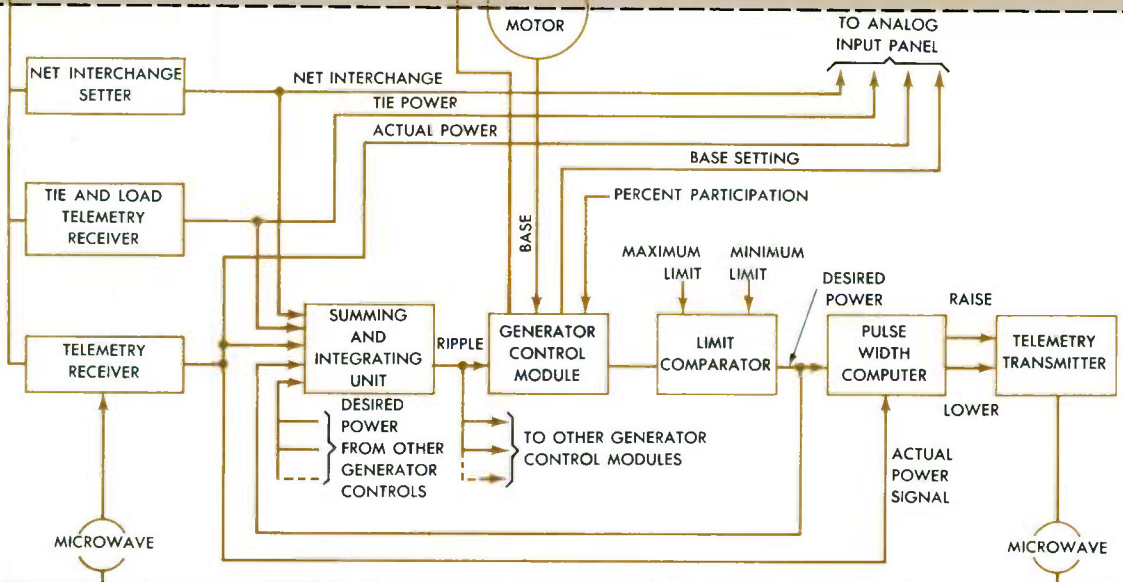 MOTOR
TO ANALOG
INPUT PANEL
NET INTERCHANGE
SETTER
NET INTERCHANGE
TIE POWER
ACTUAL POWER
BASE SETTING
TIE AND LOAD
TELEMETRY
RECEIVER
PERCENT PARTICIPATION
BASE
MAXIMUM
LIMIT
MINIMUM
LIMIT
DESIRED
POWER
TELEMETRY
RECEIVER
SUMMING
AND
INTEGRATING
UNIT
RIPPLE
GENERATOR
CONTROL
MODULE
LIMIT
COMPARATOR
PULSE
WIDTH
COMPUTER
RAISE
LOWER
TELEMETRY
TRANSMITTER
DESIRED
POWER
FROM OTHER
GENERATOR
CONTROLS
TO OTHER GENERATOR
CONTROL MODULES
ACTUAL
POWER
SIGNAL
MICROWAVE
MICROWAVE